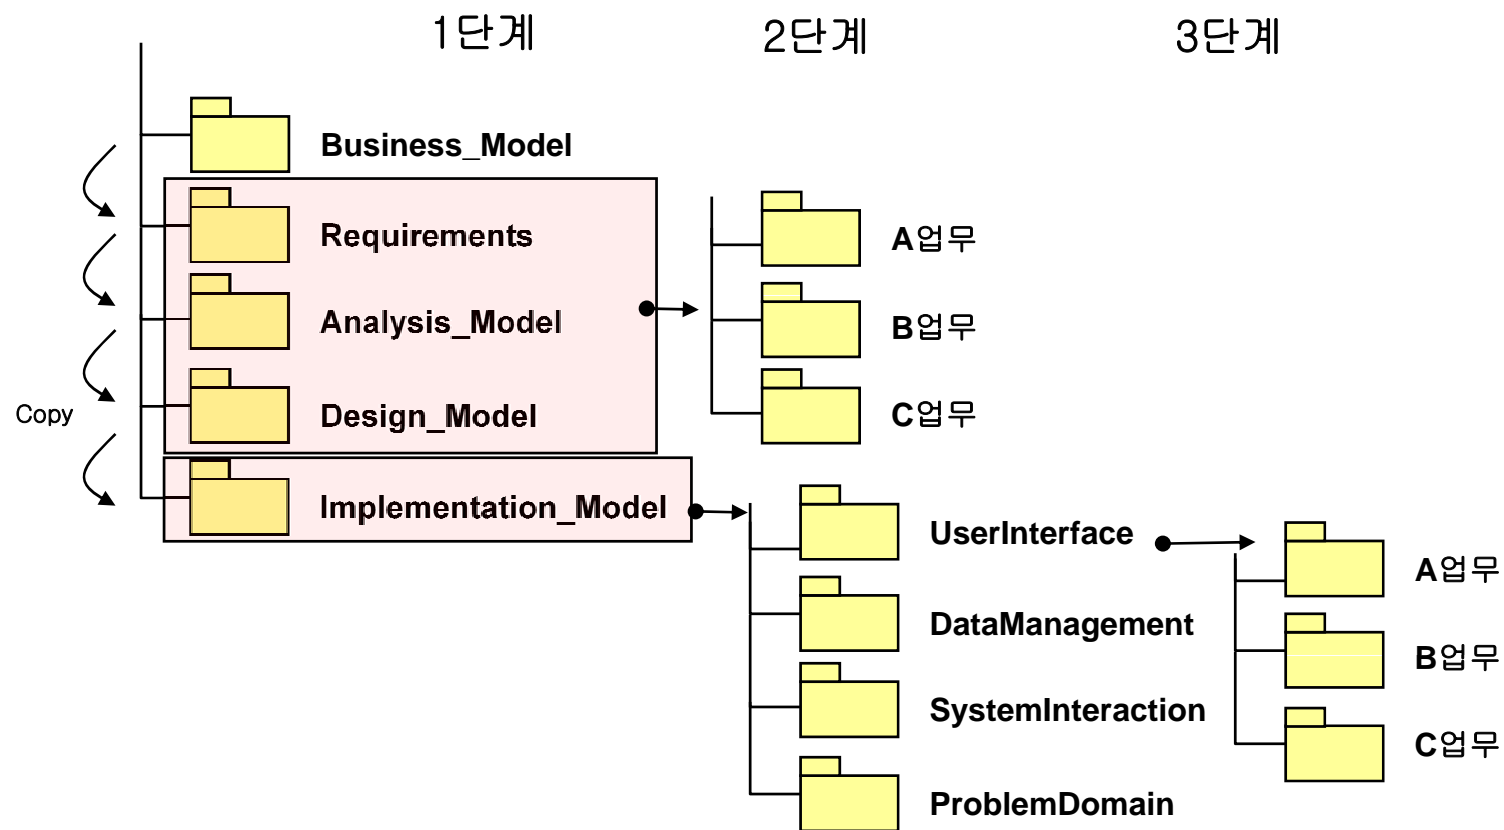 1단계
2단계
3단계
Business_Model
Requirements
A업무
Analysis_Model
B업무
Copy
Design_Model
C업무
Implementation_Model
UserInterface
A업무
DataManagement
B업무
SystemInteraction
C업무
ProblemDomain